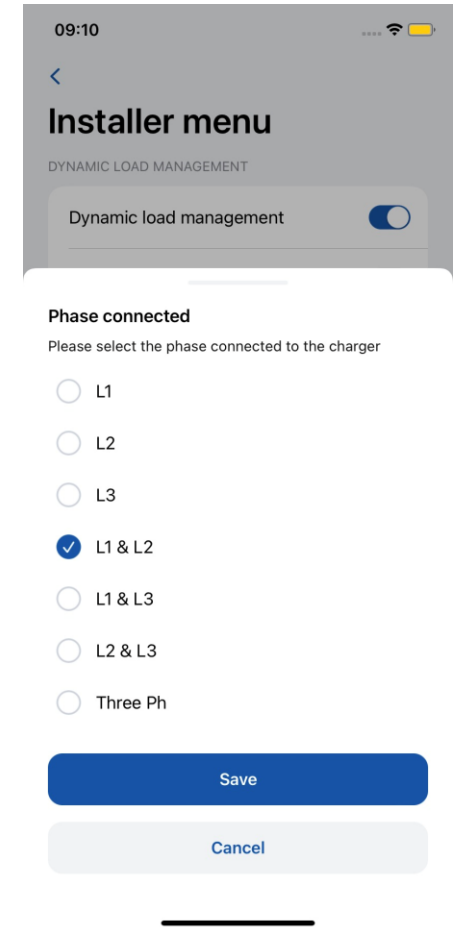 09:10
Installer menu
DYNAMIC LOAD MANAGEMENT
Dynamic load management
Phase connected
Please select the phase connected to the charger
L1
L2
L3
L1 & L2
L1 & L3
L2 & L3
Three Ph
Save
Cancel